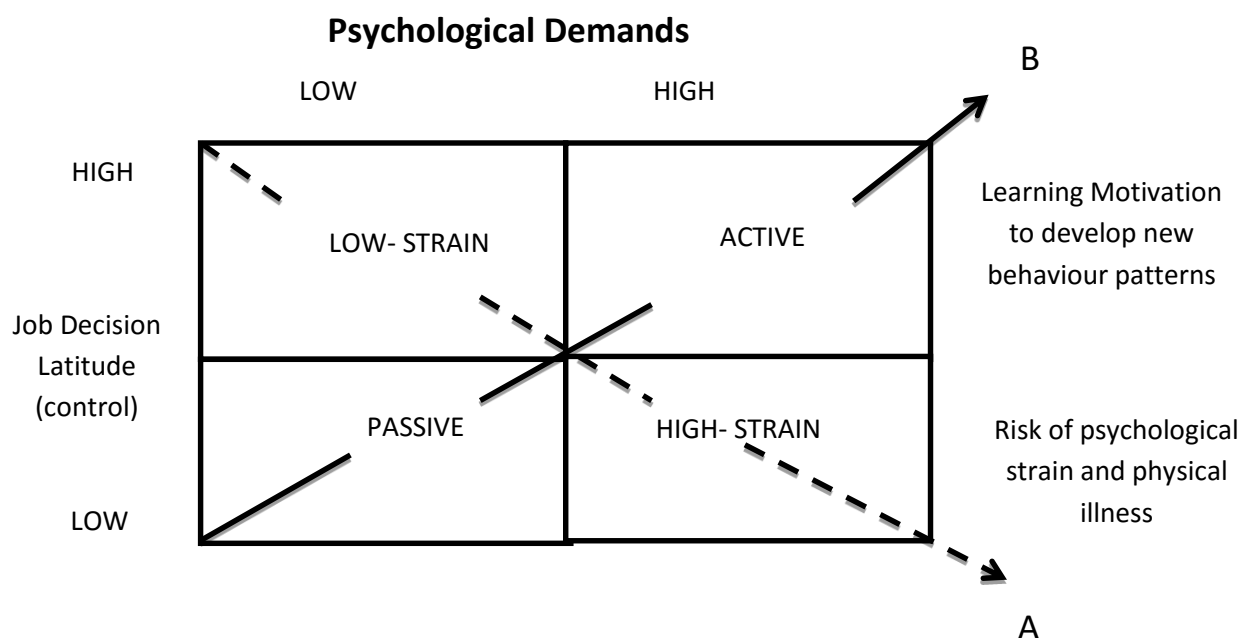 Psychological Demands
B
LOW
HIGH
HIGH
Learning Motivation
to develop new
behaviour patterns
LOW- STRAIN
ACTIVE
Job Decision
Latitude
(control)
PASSIVE
HIGH- STRAIN
Risk of psychological
strain and physical
illness
LOW
A